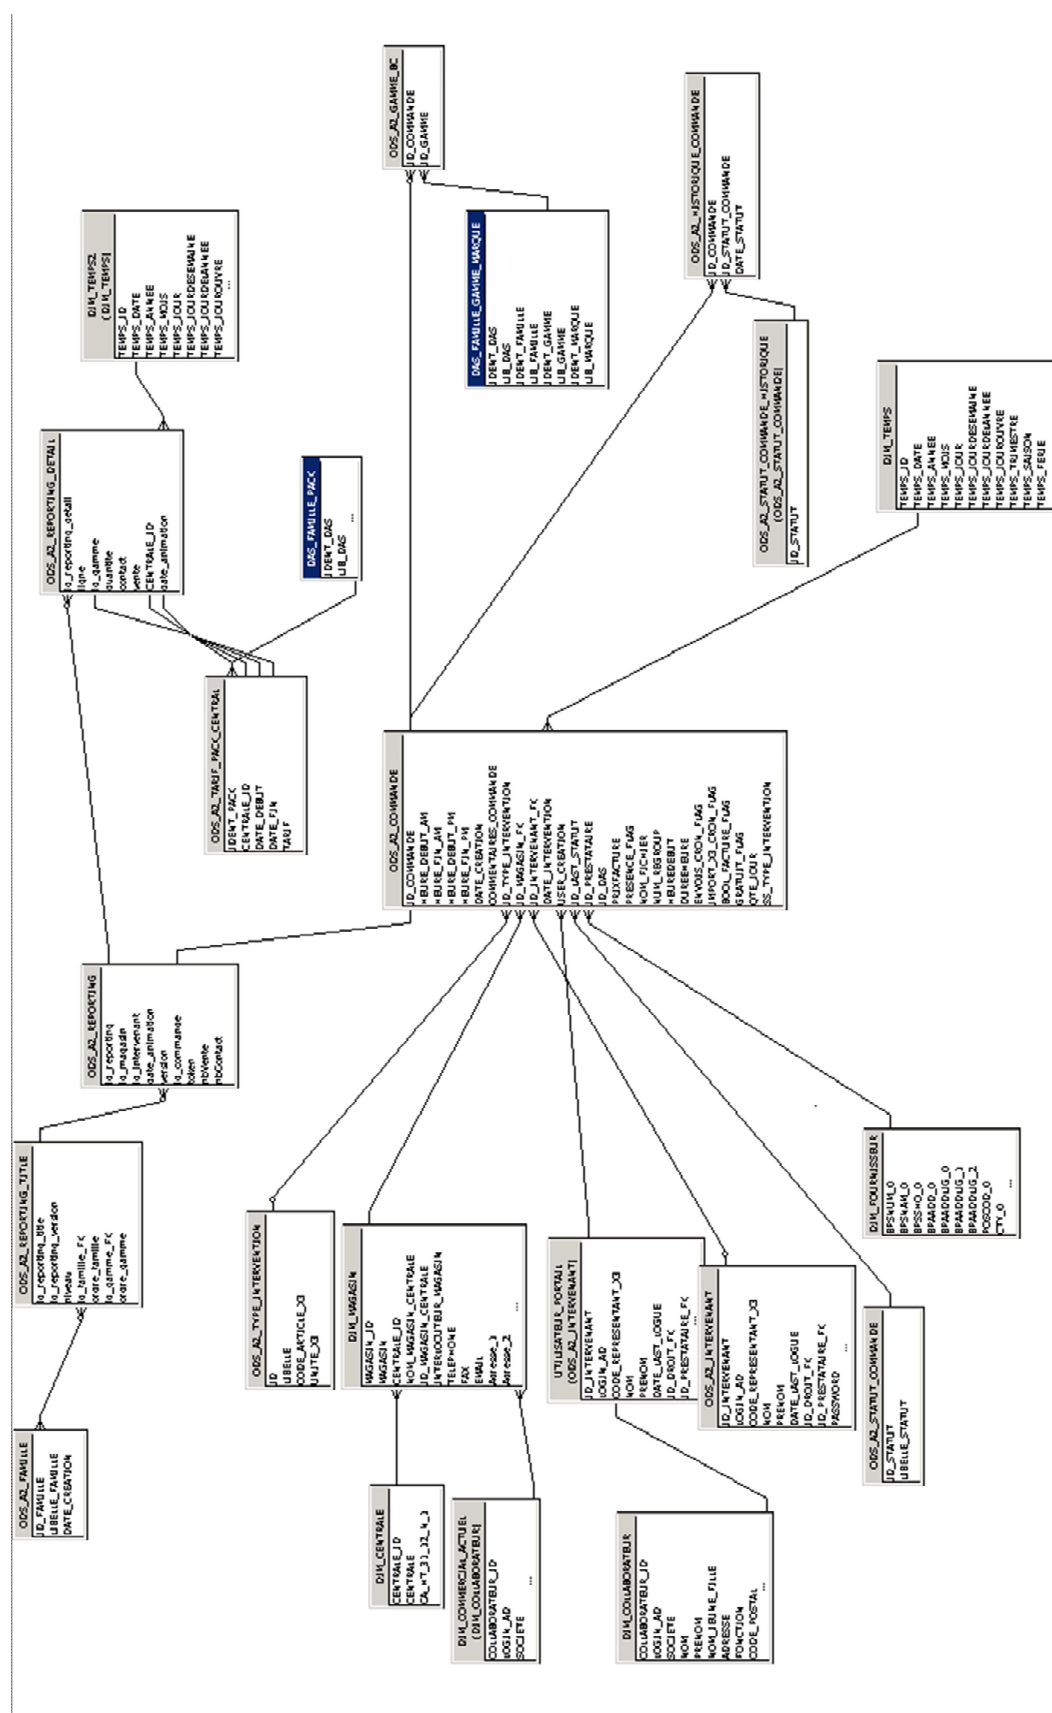 ODS_A2_FAMILLE
ID_FAMILLE
LIBELLE_FAMILLE
DATE_CREATION
ODS_A2_REPORTING_TITLE
id_reporting_title
id_reporting_version
niveau
id_famille_FK
ordre_famille
id_gamme_FK
ordre_gamme
ODS_A2_REPORTING
id_reporting
id_magasin
id_intervenant
date_animation
version
id_commande
token
nbVente
nbContact
ODS_A2_REPORTING_DETAIL
id_reporting_detail
ligne
id_gamme
quantite
contact
vente
CENTRALE_ID
date_animation
DIM_TEMPS2
(DIM_TEMPS)
TEMPS_ID
TEMPS_DATE
TEMPS_ANNEE
TEMPS_MOIS
TEMPS_JOUR
TEMPS_JOURDESEMAINE
TEMPS_JOURDELANNEE
TEMPS_JOUROUVRE
...
ODS_A2_TARIF_PACK_CENTRAL
IDENT_PACK
CENTRALE_ID
DATE_DEBUT
DATE_FIN
TARIF
DAS_FAMILLE_PACK
IDENT_DAS
LIB_DAS
...
ODS_A2_TYPE_INTERVENTION
ID
LIBELLE
CODE_ARTICLE_X3
UNITE_X3
DIM_CENTRALE
CENTRALE_ID
CENTRALE
DIM_MAGASIN
MAGASIN_ID
MAGASIN
CENTRALE_ID
NOM_MAGASIN_CENTRALE
ID_MAGASIN_CENTRALE
INTERLOCUTEUR_MAGASIN
TELEPHONE
FAX
EMAIL
Adresse_1
Adresse_2
...
ODS_A2_COMMANDE
ID_COMMANDE
HEURE_DEBUT_AM
HEURE_FIN_AM
HEURE_DEBUT_PM
HEURE_FIN_PM
DATE_CREATION
COMMENTAIRES_COMMANDE
ID_TYPE_INTERVENTION
ID_MAGASIN_FK
ID_INTERVENANT_FK
DATE_INTERVENTION
USER_CREATION
ID_LAST_STATUT
ID_PRESTATAIRE
ID_DAS
PRIXFACTURE
PRESENCE_FLAG
NOM_FICHIER
NUM_REGROUP
HEUREDEBUT
DUREEHEURE
ENVOIS_CRON_FLAG
IMPORT_X3_CRON_FLAG
BOOL_FACTURE_FLAG
GRATUIT_FLAG
QTE_JOUR
SS_TYPE_INTERVENTION
ODS_A2_GAMME_BC
ID_COMMANDE
ID_GAMME
DAS_FAMILLE_GAMME_MARQUE
IDENT_DAS
LIB_DAS
IDENT_FAMILLE
LIB_FAMILLE
IDENT_GAMME
LIB_GAMME
IDENT_MARQUE
LIB_MARQUE
DIM_COMMERCIAL_ACTUEL
(DIM_COLLABORATEUR)
COLLABORATEUR_ID
LOGIN_AD
SOCIETE
...
UTILISATEUR_PORTAIL
(ODS_A2_INTERVENANT)
ID_INTERVENANT
LOGIN_AD
CODE_REPRESENTANT_X3
NOM
PRENOM
DATE_LAST_LOGUE
ID_DROIT_FK
ID_PRESTATAIRE_FK
...
DIM_COLLABORATEUR
COLLABORATEUR_ID
LOGIN_AD
SOCIETE
NOM
PRENOM
NOM_JEUNE_FILLE
ADRESSE
FONCTION
CODE_POSTAL
...
ODS_A2_INTERVENANT
ID_INTERVENANT
LOGIN_AD
CODE_REPRESENTANT_X3
NOM
PRENOM
DATE_LAST_LOGUE
ID_DROIT_FK
ID_PRESTATAIRE_FK
PASSWORD
...
ODS_A2_HISTORIQUE_COMMANDE
ID_COMMANDE
ID_STATUT_COMMANDE
DATE_STATUT
ODS_A2_STATUT_COMMANDE_HISTORIQUE
(ODS_A2_STATUT_COMMANDE)
ID_STATUT
ODS_A2_STATUT_COMMANDE
ID_STATUT
LIBELLE_STATUT
DIM_FOURNISSEUR
BPSNUM_0
BPSNAM_0
BPSSHO_0
BPAADD_0
BPAADDLIG_0
BPAADDLIG_1
BPAADDLIG_2
POSCOD_0
CTY_0
...
DIM_TEMPS
TEMPS_ID
TEMPS_DATE
TEMPS_ANNEE
TEMPS_MOIS
TEMPS_JOUR
TEMPS_JOURDESEMAINE
TEMPS_JOURDELANNEE
TEMPS_JOUROUVRE
TEMPS_TRIMESTRE
TEMPS_SAISON
TEMPS_FERIE